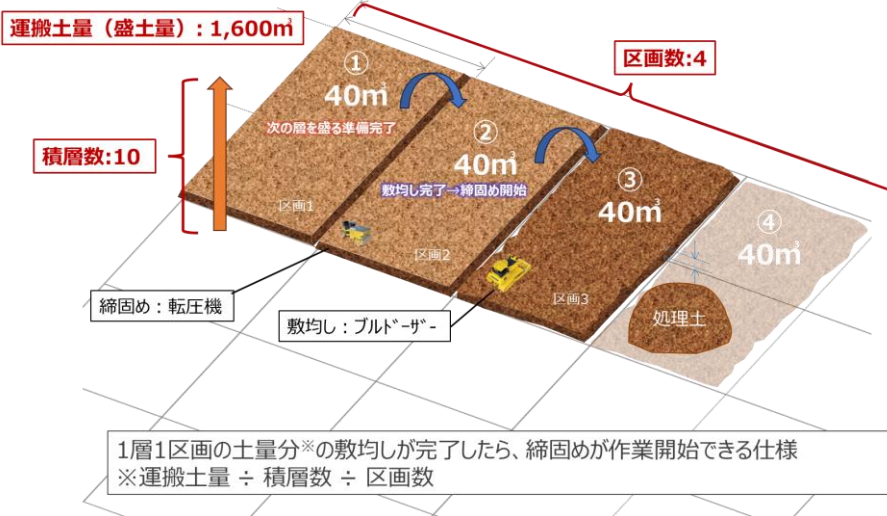 運搬土量（盛土量）: 1,600㎥
区画数:4
積層数:10
①
40㎥
次の層を盛る準備完了
区画1
②
40㎥
敷均し完了→締固め開始
区画2
③
40㎥
区画3
④
40㎥
処理土
締固め：転圧機
敷均し：ﾌﾞﾙﾄﾞｰｻﾞｰ
1層1区画の土量分※の敷均しが完了したら、締固めが作業開始できる仕様
※運搬土量 ÷ 積層数 ÷ 区画数